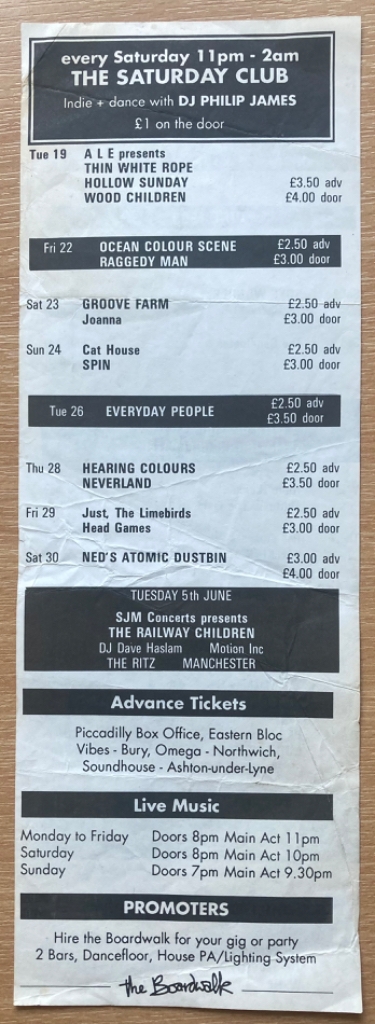 every Saturday 11pm - 2am
THE SATURDAY CLUB
Indie + dance with DJ PHILIP JAMES
£1 on the door
Tue 19 A L E presents
THIN WHITE ROPE
HOLLOW SUNDAY £3.50 adv
WOOD CHILDREN £4.00 door
Fri 22 OCEAN COLOUR SCENE £2.50 adv
RAGGEDY MAN £3.00 door
Sat 23 GROOVE FARM £2.50 adv
Joanna £3.00 door
Sun 24 Cat House £2.50 adv
SPIN £3.00 door
Tue 26 EVERYDAY PEOPLE £2.50 adv
£3.50 door
Thu 28 HEARING COLOURS £2.50 adv
NEVERLAND £3.50 door
Fri 29 Just, The Limebirds £2.50 adv
Head Games £3.00 door
Sat 30 NED'S ATOMIC DUSTBIN £3.00 adv
£4.00 door
TUESDAY 5th JUNE
SJM Concerts presents
THE RAILWAY CHILDREN
DJ Dave Haslam Motion Inc
THE RITZ MANCHESTER
Advance Tickets
Piccadilly Box Office, Eastern Bloc
Vibes - Bury, Omega - Northwich,
Soundhouse - Ashton-under-Lyne
Live Music
Monday to Friday Doors 8pm Main Act 11pm
Saturday Doors 8pm Main Act 10pm
Sunday Doors 7pm Main Act 9.30pm
PROMOTERS
Hire the Boardwalk for your gig or party
2 Bars, Dancefloor, House PA/Lighting System
the Boardwalk